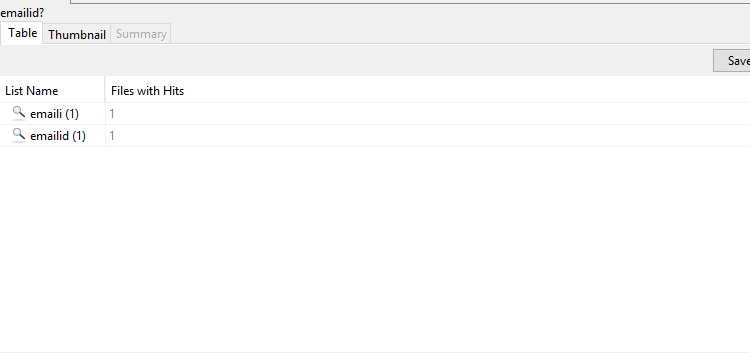 emailid?
Table Thumbnail Summary
Save
List Name Files with Hits
emaili (1) 1
emailid (1) 1